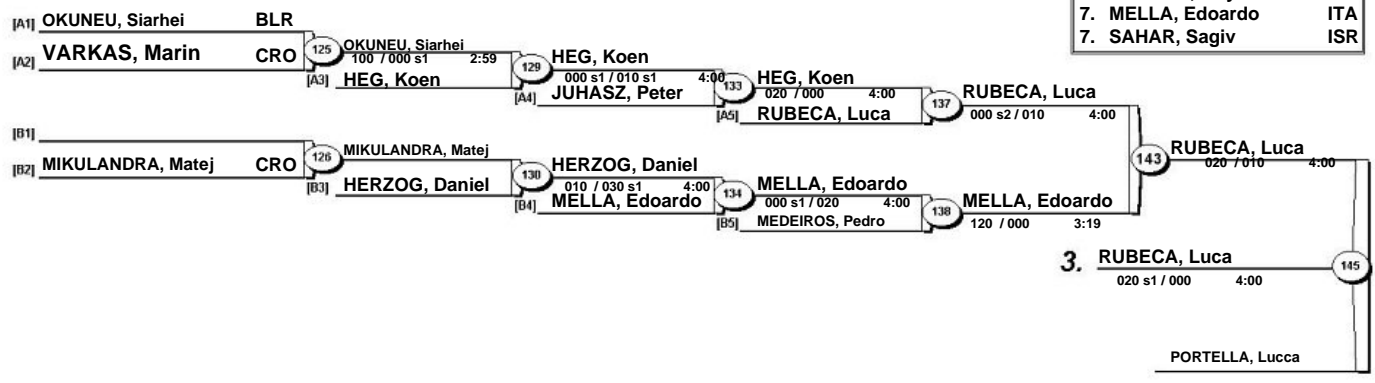 7. MELLA, Edoardo ITA
7. SAHAR, Sagiv ISR
[A1] OKUNEU, Siarhei BLR
[A2] VARKAS, Marin CRO
125
OKUNEU, Siarhei
100 / 000 s1 2:59
[A3] HEG, Koen
129
HEG, Koen
000 s1 / 010 s1 4:00
[A4] JUHASZ, Peter
133
HEG, Koen
020 / 000 4:00
[A5] RUBECA, Luca
137
RUBECA, Luca
000 s2 / 010 4:00
[B1]
[B2] MIKULANDRA, Matej CRO
126
MIKULANDRA, Matej
[B3] HERZOG, Daniel
130
HERZOG, Daniel
010 / 030 s1 4:00
[B4] MELLA, Edoardo
134
MELLA, Edoardo
000 s1 / 020 4:00
[B5] MEDEIROS, Pedro
138
MELLA, Edoardo
120 / 000 3:19
143
RUBECA, Luca
020 / 010 4:00
3. RUBECA, Luca
020 s1 / 000 4:00
145
PORTELLA, Lucca